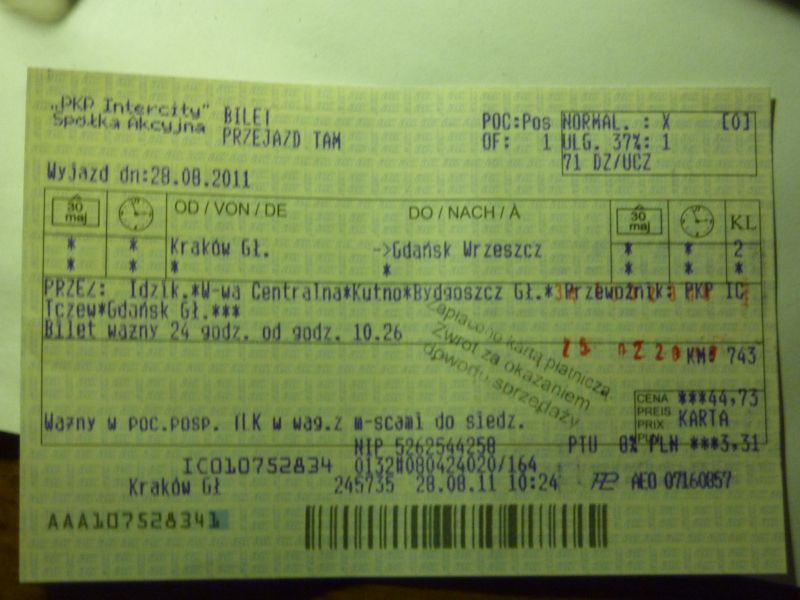 „PKP Intercity"
Spółka Akcyjna
BILET
PRZEJAZD TAM
POC:Pos
OF: 1
NORMAL. : X [0]
ULG. 37%: 1
71 DZ/UCZ
Wyjazd dn:28.08.2011
30 maj OD / VON / DE DO / NACH / À 30 maj KL
* * Kraków Gł. ->Gdańsk Wrzeszcz * * 2
* * * * * * *
PRZEZ: Idzik.*W-wa Centralna*Kutno*Bydgoszcz Gł.* Przewoźnik: PKP IC
Tczew*Gdańsk Gł.***
Bilet ważny 24 godz. od godz. 10.26
Zapłacono kartą płatniczą
Zwrot za okazaniem
dowodu sprzedaży
KM: 743
CENA
PREIS
PRIX
PLN
***44,73
KARTA
Ważny w poc.posp. TLK w wag.z m-scami do siedz.
NIP 5262544258 PTU 8% PLN ***3,31
IC010752834 0132#080424020/164
Kraków Gł 245735 28.08.11 10:24 AE0 07160857
AAA107528341